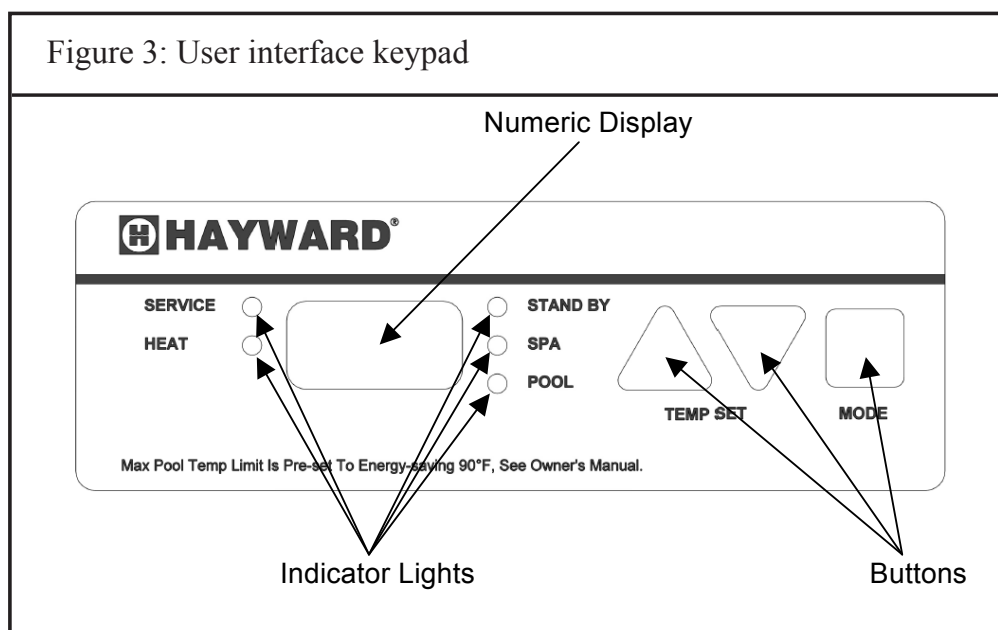 Figure 3: User interface keypad
Numeric Display
H HAYWARD®
SERVICE
STAND BY
HEAT
SPA
POOL
TEMP SET
MODE
Max Pool Temp Limit Is Pre-set To Energy-saving 90°F, See Owner's Manual.
Indicator Lights
Buttons